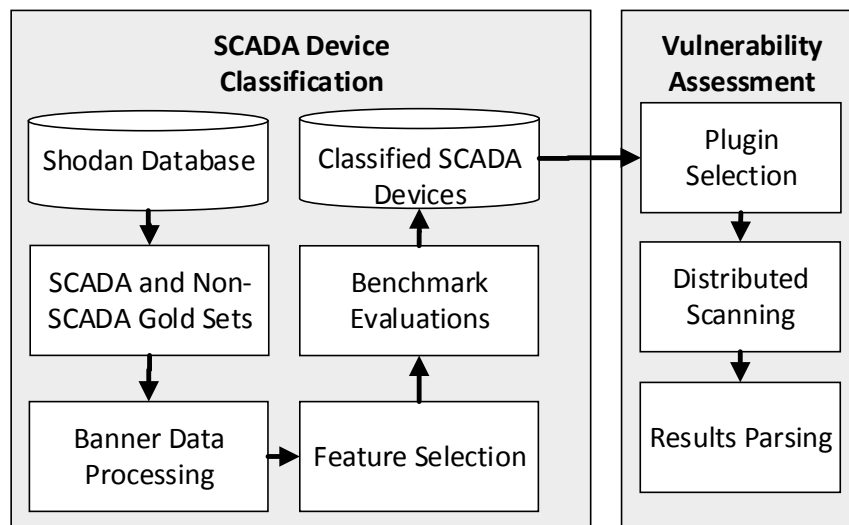 SCADA Device
Classification
Shodan Database
SCADA and Non-
SCADA Gold Sets
Banner Data
Processing
Feature Selection
Benchmark
Evaluations
Classified SCADA
Devices
Vulnerability
Assessment
Plugin
Selection
Distributed
Scanning
Results Parsing